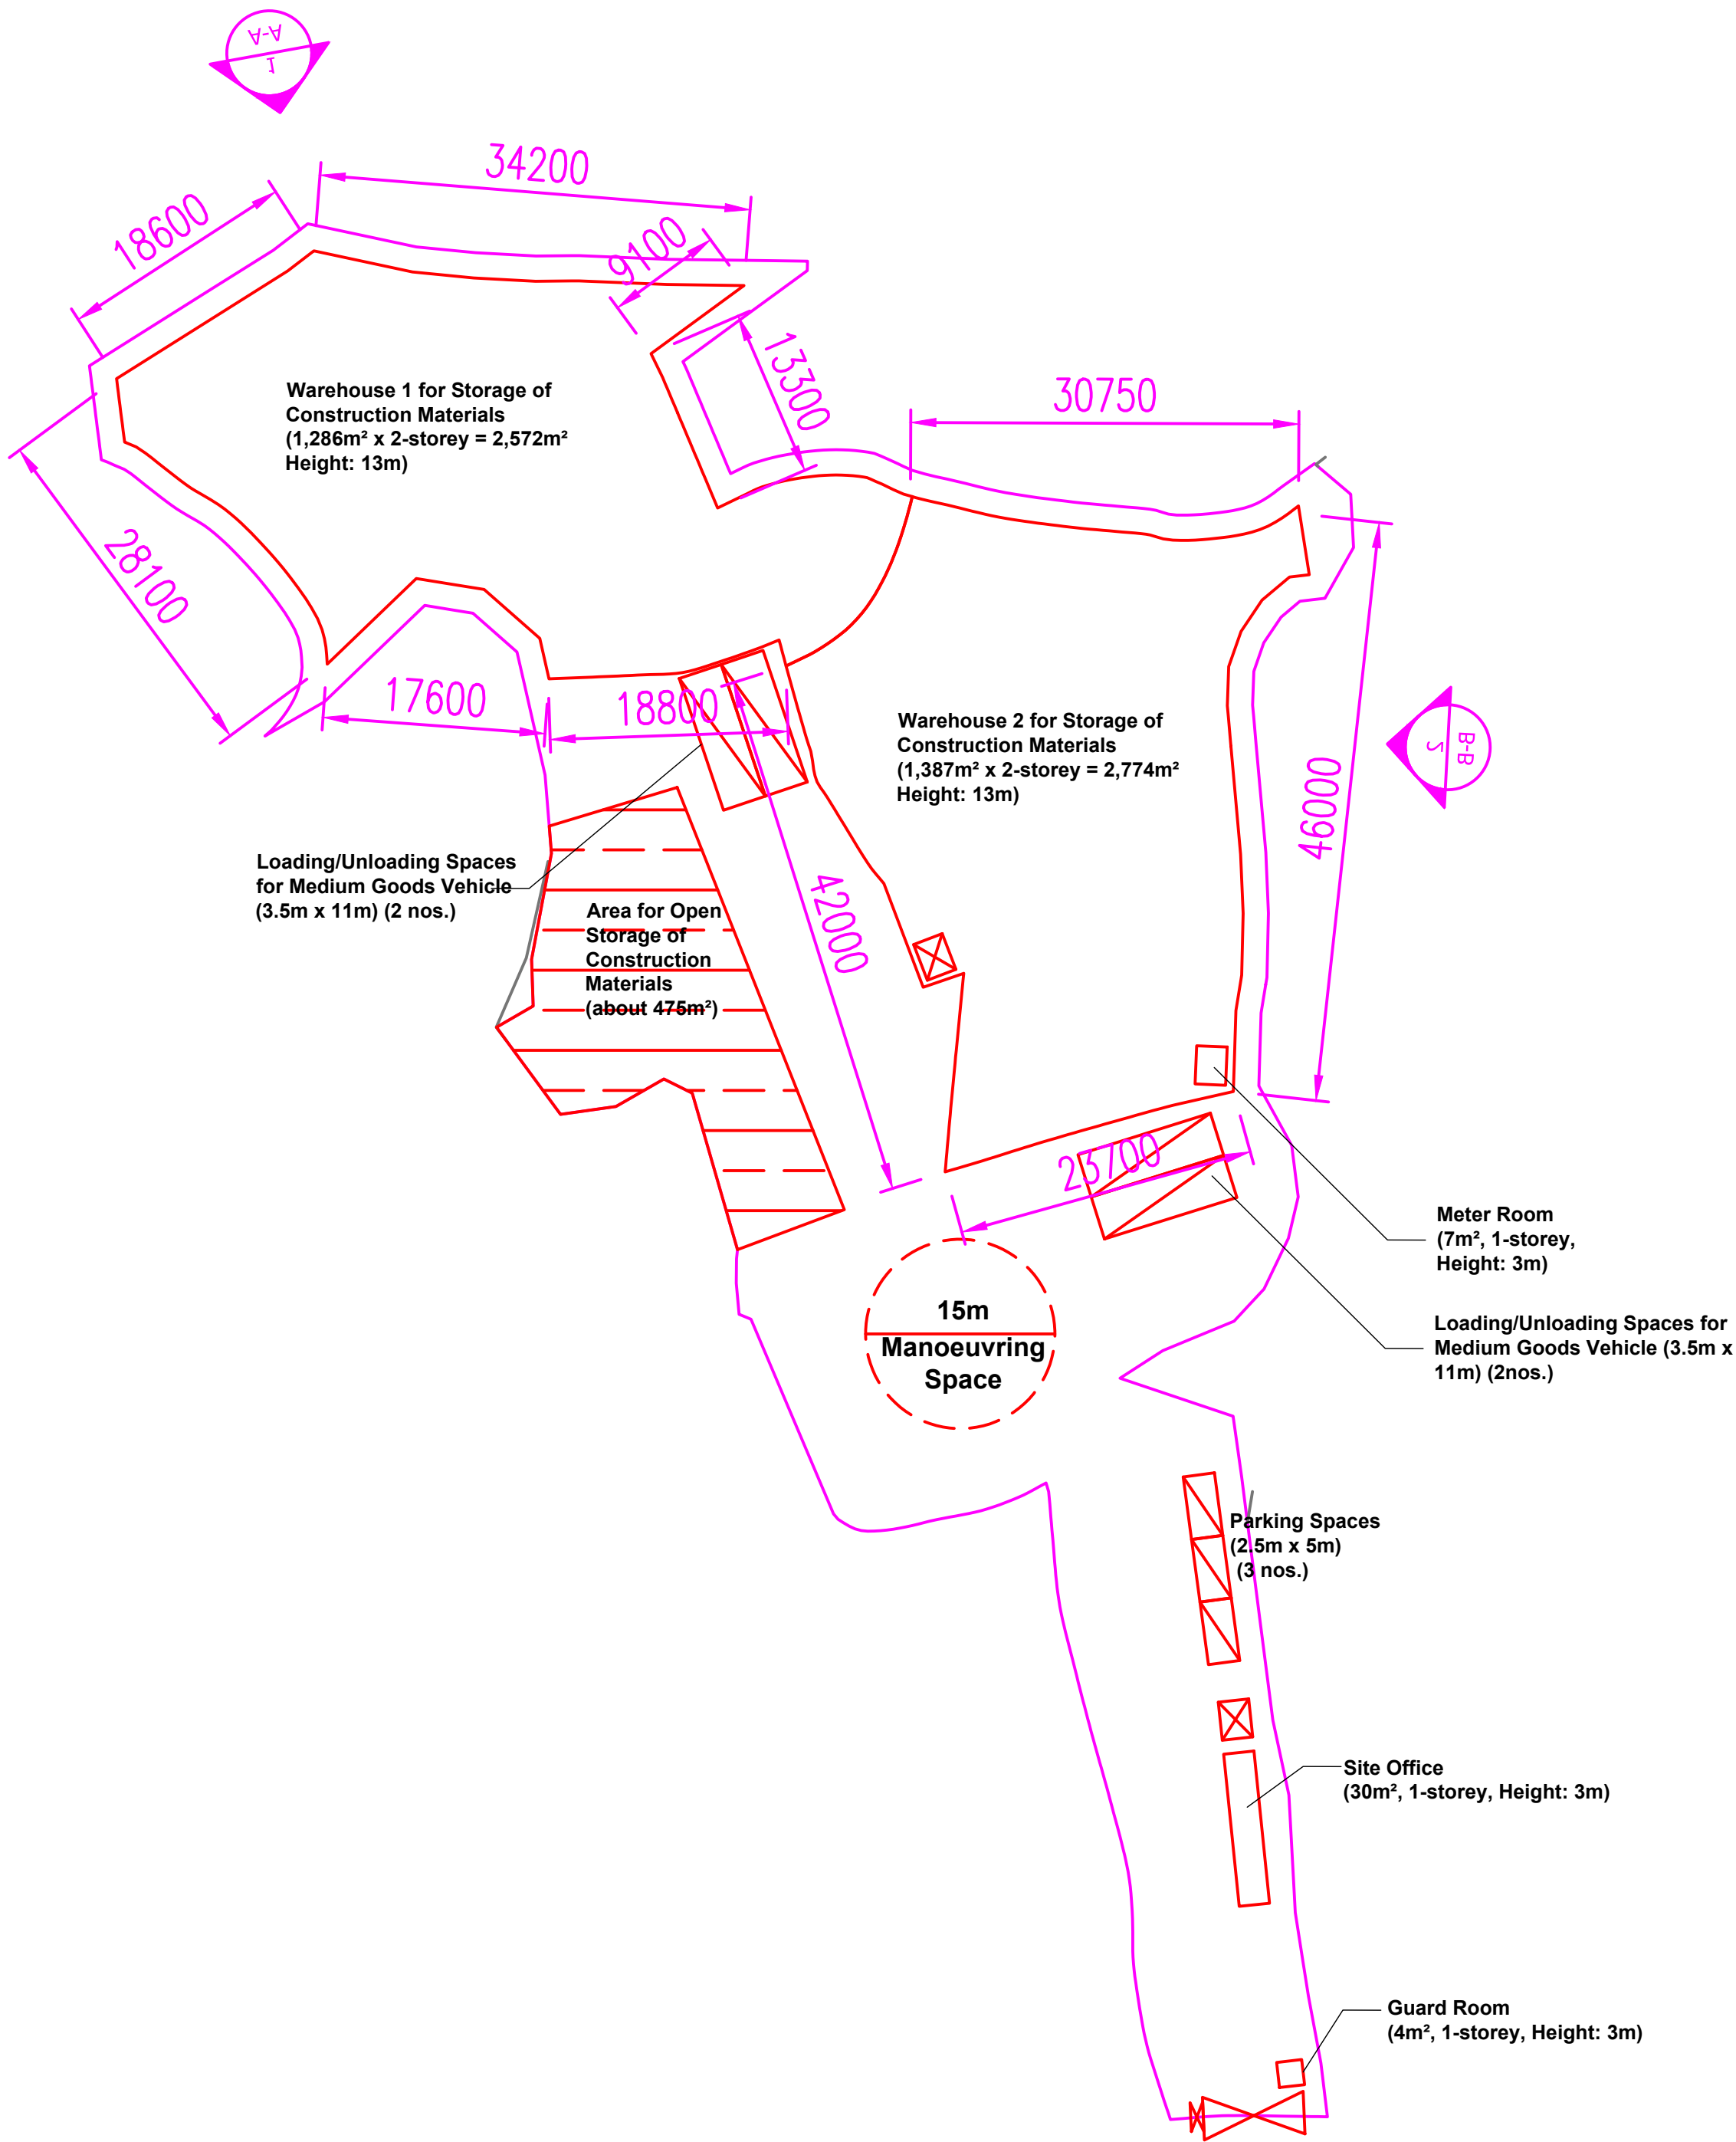 A-A
1
34200
18600
9100
13300
30750
Warehouse 1 for Storage of
Construction Materials
(1,286m² x 2-storey = 2,572m²
Height: 13m)
28100
17600
18800
Warehouse 2 for Storage of
Construction Materials
(1,387m² x 2-storey = 2,774m²
Height: 13m)
B-B
2
46000
Loading/Unloading Spaces
for Medium Goods Vehicle
(3.5m x 11m) (2 nos.)
Area for Open
Storage of
Construction
Materials
(about 475m²)
42000
23700
Meter Room
(7m², 1-storey,
Height: 3m)
15m
Manoeuvring
Space
Loading/Unloading Spaces for
Medium Goods Vehicle (3.5m x
11m) (2nos.)
Parking Spaces
(2.5m x 5m)
(3 nos.)
Site Office
(30m², 1-storey, Height: 3m)
Guard Room
(4m², 1-storey, Height: 3m)